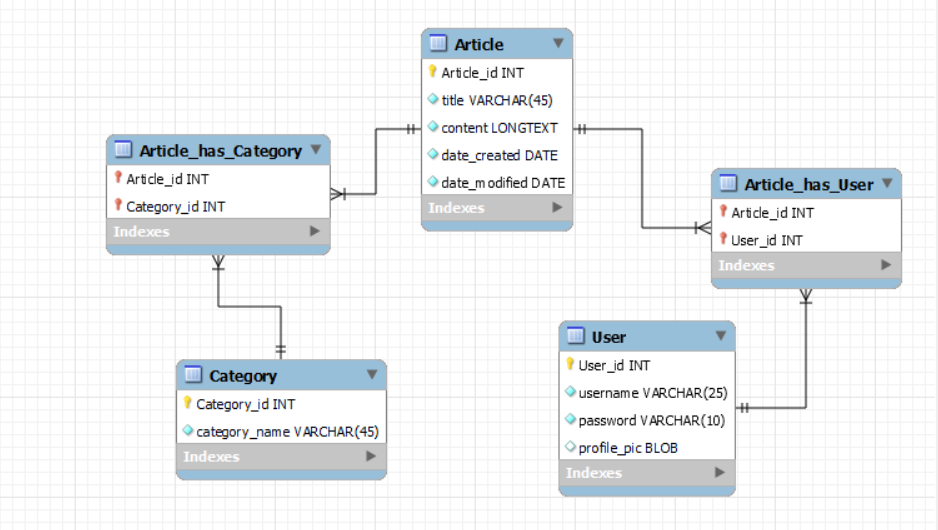 Article
Article_id INT
title VARCHAR(45)
content LONGTEXT
date_created DATE
date_modified DATE
Indexes
Article_has_Category
Article_id INT
Category_id INT
Indexes
Article_has_User
Article_id INT
User_id INT
Indexes
Category
Category_id INT
category_name VARCHAR(45)
Indexes
User
User_id INT
username VARCHAR(25)
password VARCHAR(10)
profile_pic BLOB
Indexes